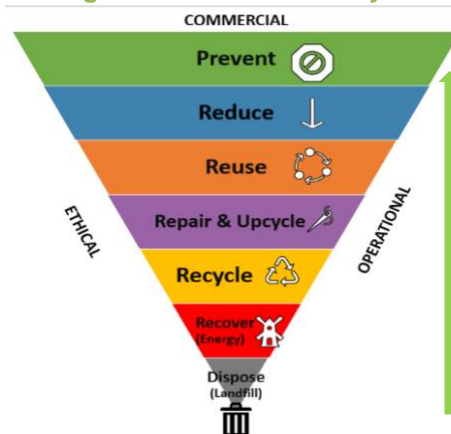 COMMERCIAL
Prevent
Reduce
Reuse
ETHICAL
OPERATIONAL
Repair & Upcycle
Recycle
Recover
(Energy)
Dispose
(Landfill)